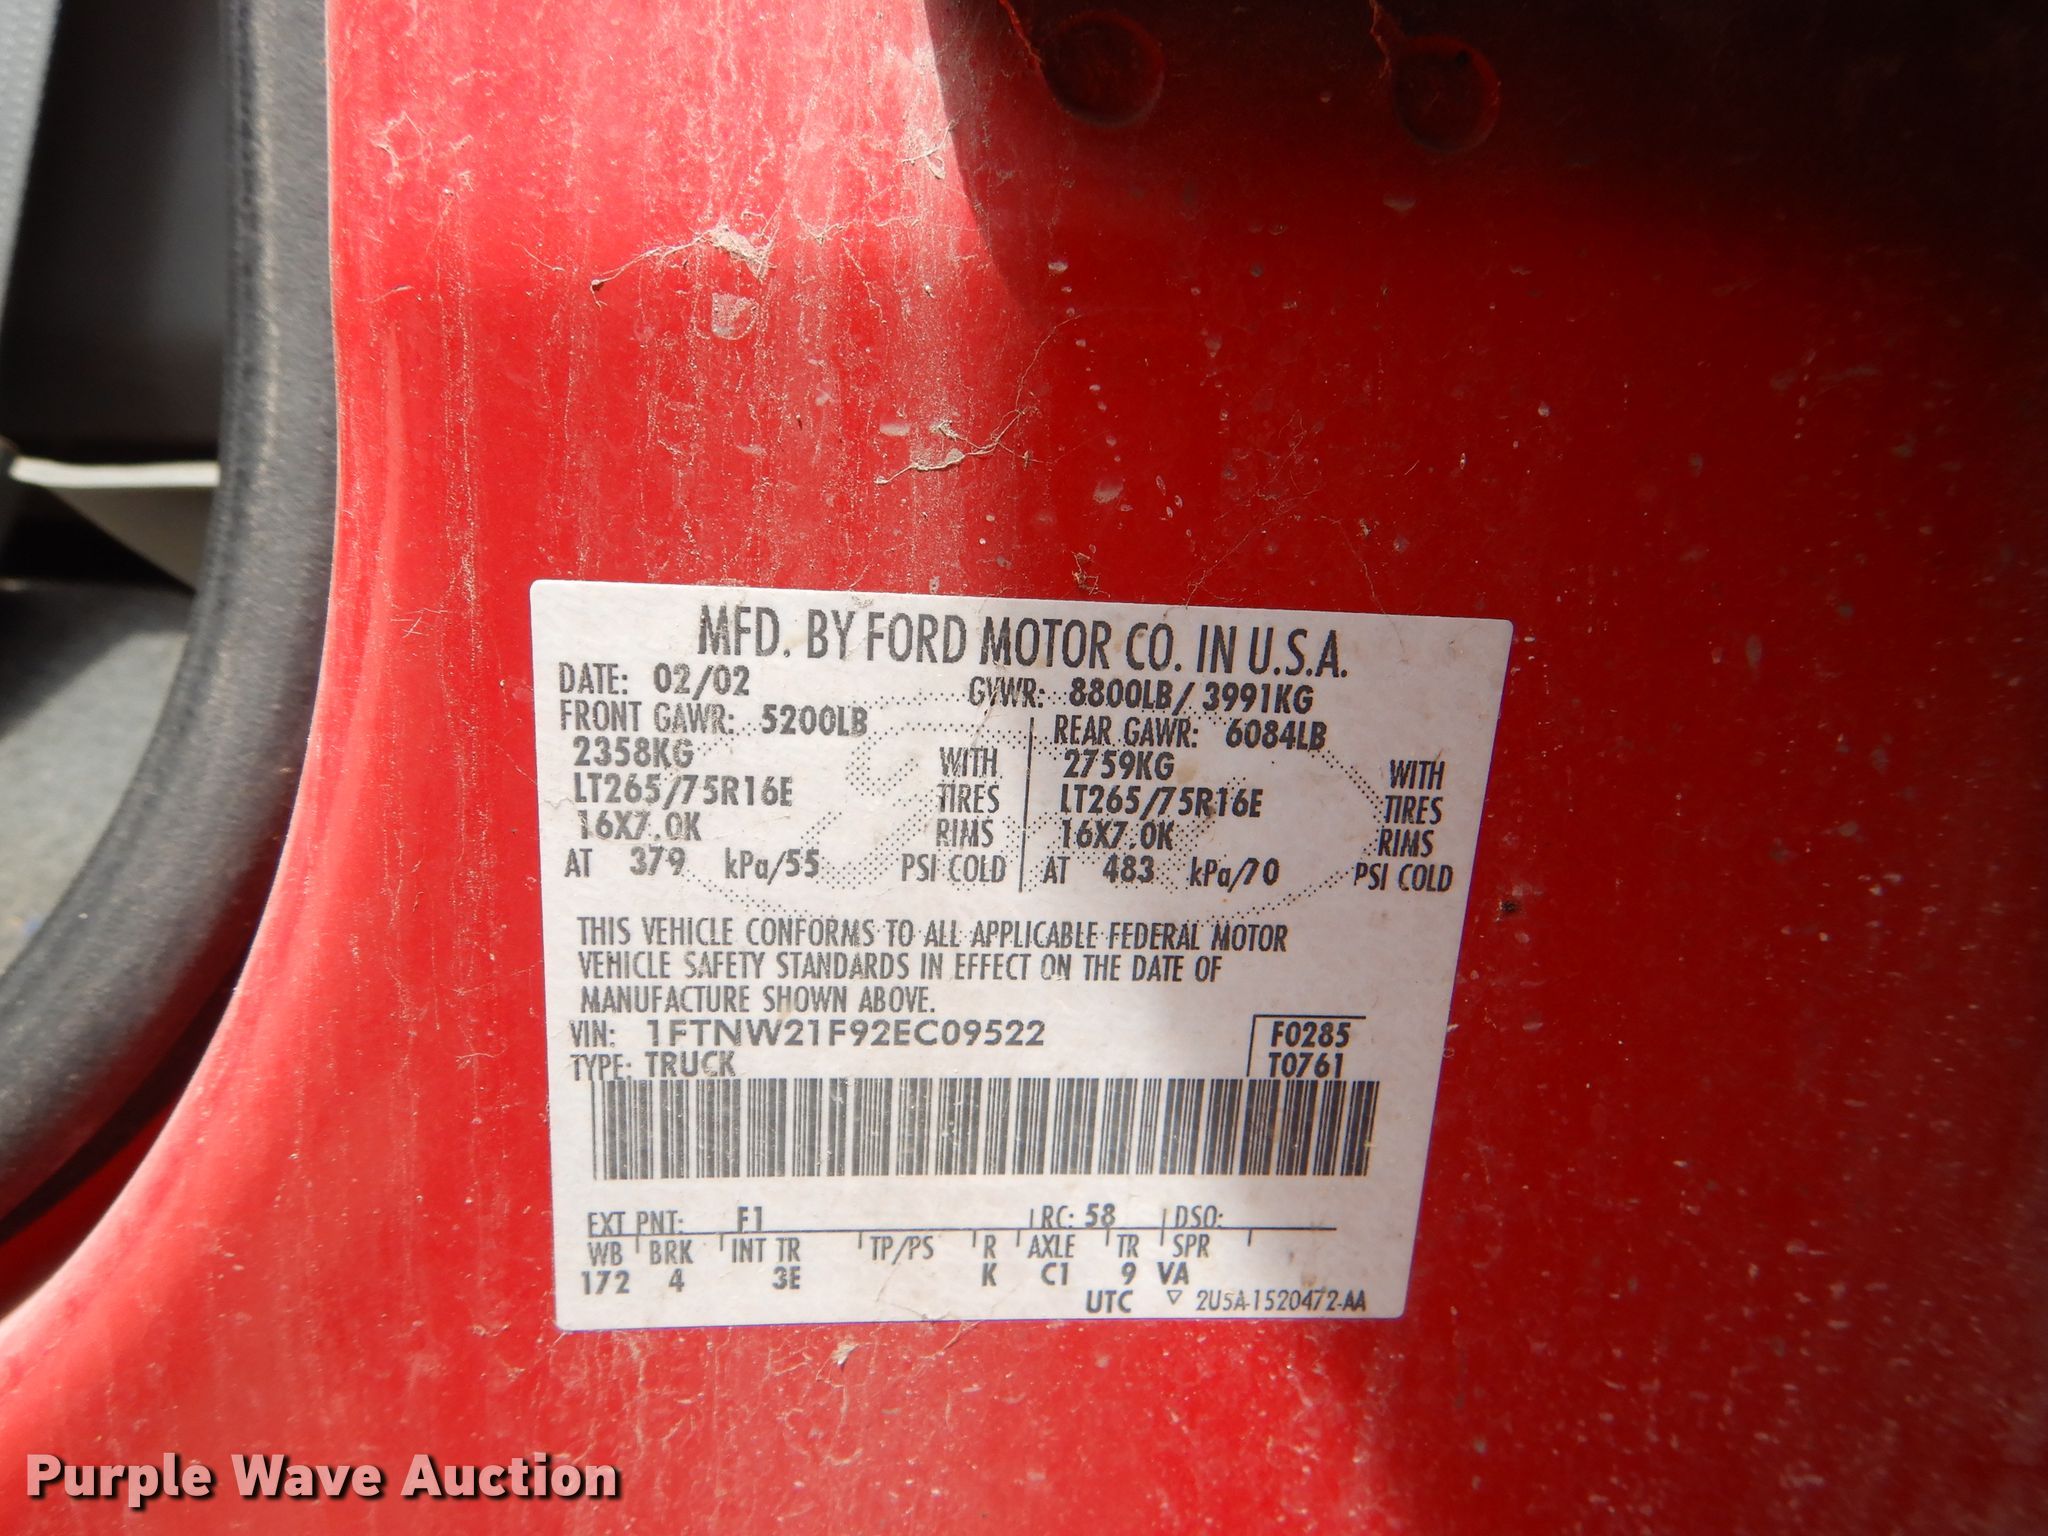 MFD. BY FORD MOTOR CO. IN U.S.A.
DATE: 02/02 GVWR: 8800LB/ 3991KG
FRONT GAWR: 5200LB REAR GAWR: 6084LB
2358KG WITH 2759KG WITH
LT265/75R16E TIRES LT265/75R16E TIRES
16X7.0K RIMS 16X7.0K RIMS
AT 379 kPa/55 PSI COLD AT 483 kPa/70 PSI COLD
THIS VEHICLE CONFORMS TO ALL APPLICABLE FEDERAL MOTOR
VEHICLE SAFETY STANDARDS IN EFFECT ON THE DATE OF
MANUFACTURE SHOWN ABOVE.
VIN: 1FTNW21F92EC09522 F0285
TYPE: TRUCK T0761
EXT PNT: F1 RC: 58 DSO:
WB BRK INT TR TP/PS R AXLE TR SPR
172 4 3E K C1 9 VA
UTC ▽ 2U5A-1520472-AA
Purple Wave Auction